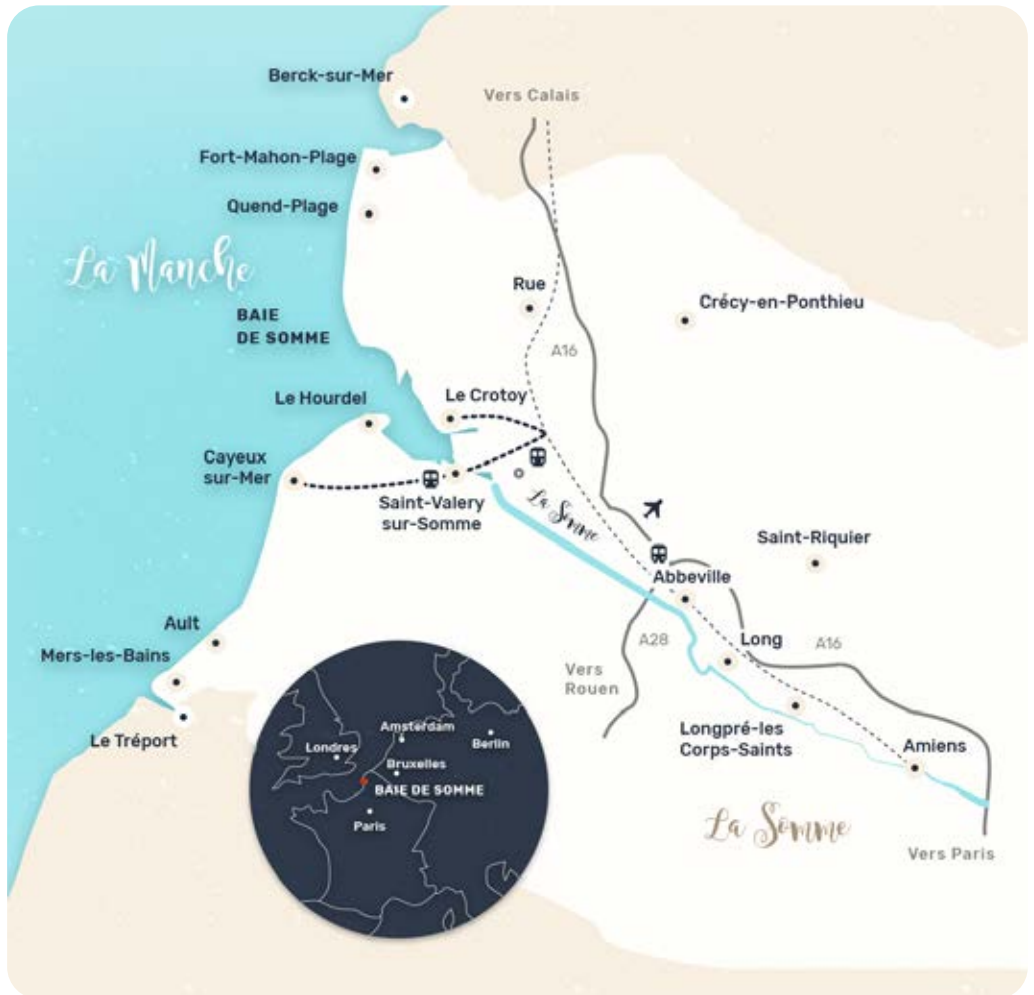 Berck-sur-Mer
Vers Calais
Fort-Mahon-Plage
Quend-Plage
La Manche
Rue
Crécy-en-Ponthieu
BAIE
DE SOMME
A16
Le Hourdel
Le Crotoy
Cayeux
sur-Mer
Saint-Valery
sur-Somme
La Somme
Saint-Riquier
Abbeville
Ault
Mers-les-Bains
Long
A28
A16
Vers
Rouen
Le Tréport
Longpré-les
Corps-Saints
Amiens
Amsterdam
Londres
Berlin
Bruxelles
BAIE DE SOMME
Paris
La Somme
Vers Paris